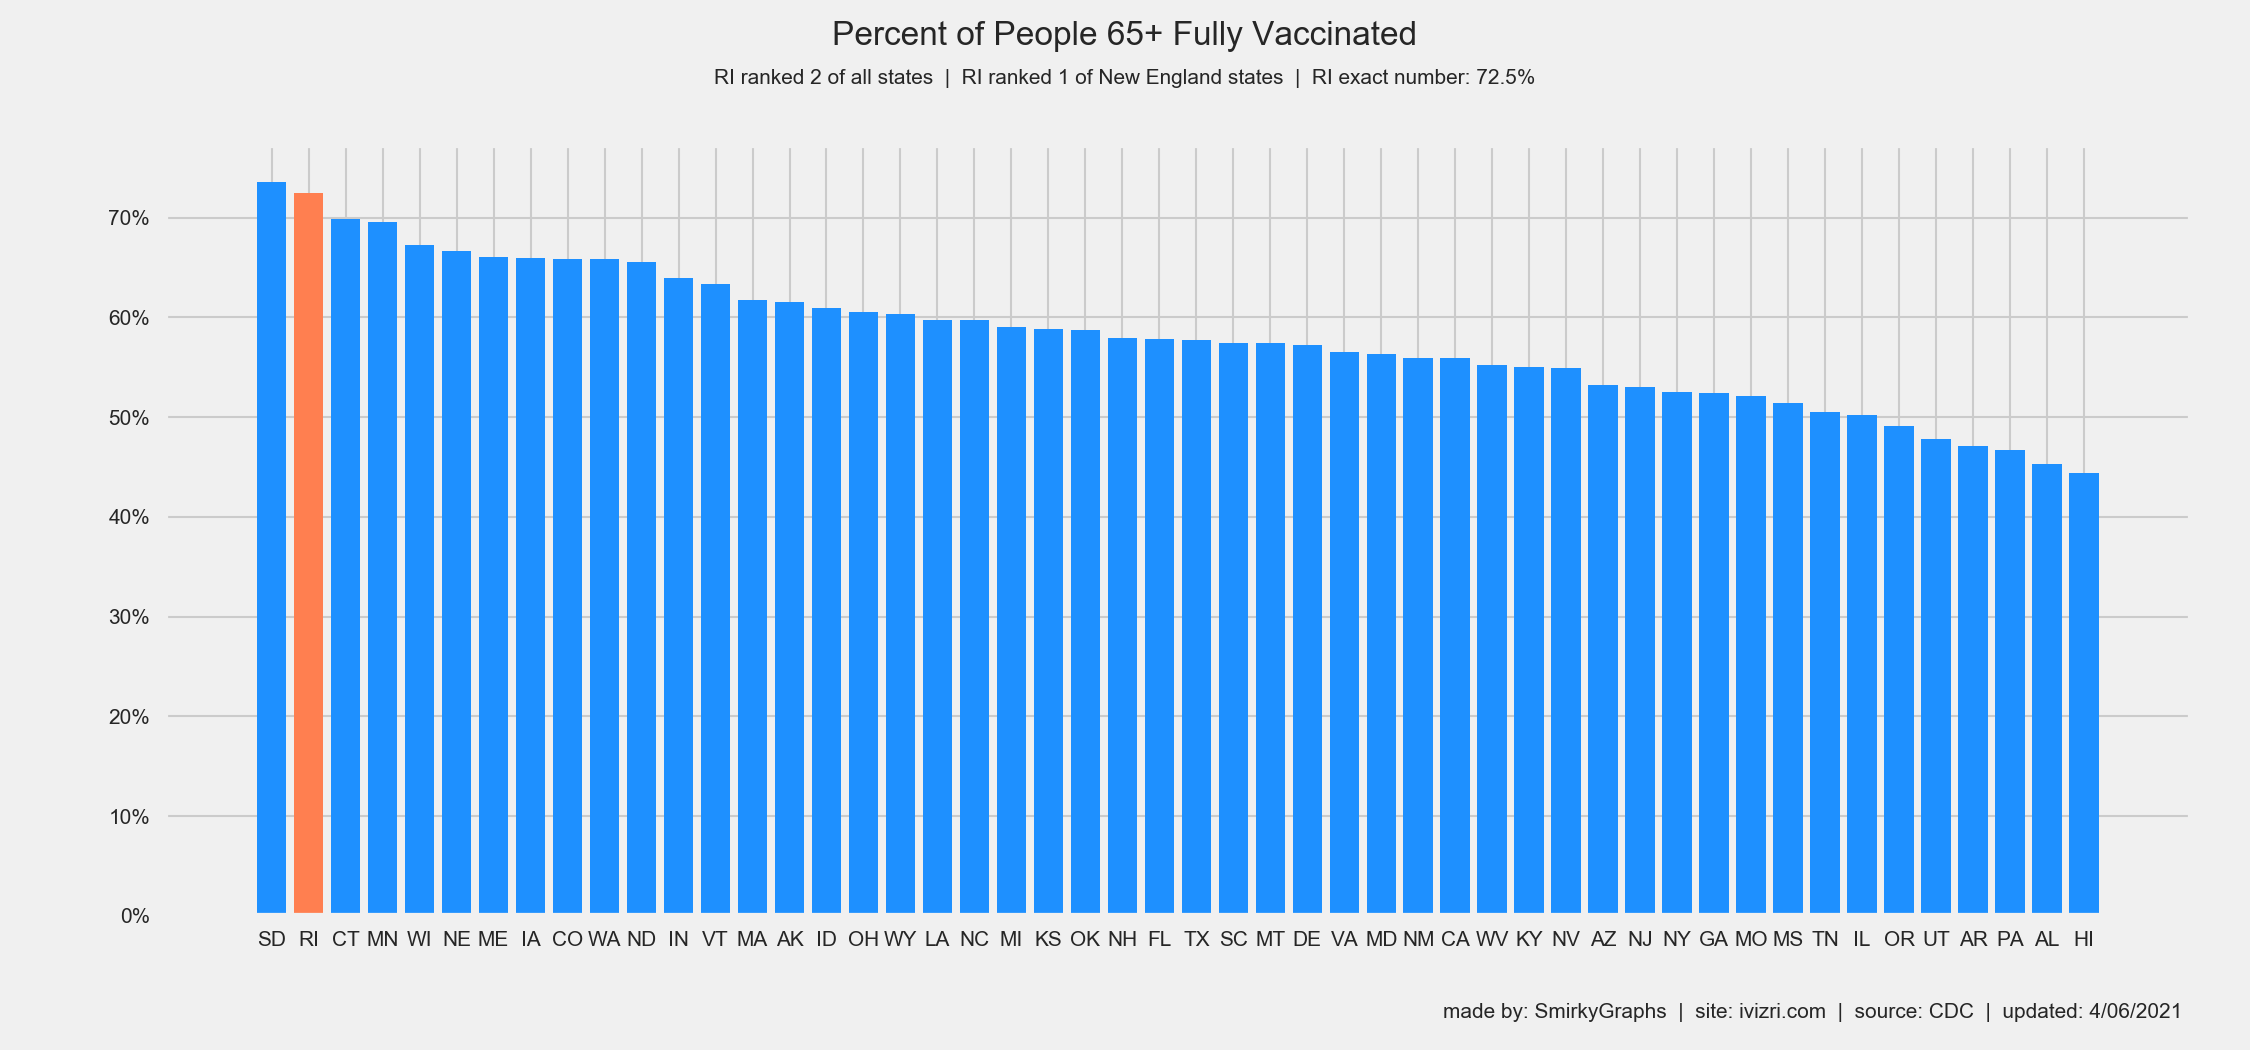 Percent of People 65+ Fully Vaccinated
RI ranked 2 of all states | RI ranked 1 of New England states | RI exact number: 72.5%
70%
60%
50%
40%
30%
20%
10%
0%
SD RI CT MN WI NE ME IA CO WA ND IN VT MA AK ID OH WY LA NC MI KS OK NH FL TX SC MT DE VA MD NM CA WV KY NV AZ NJ NY GA MO MS TN IL OR UT AR PA AL HI
made by: SmirkyGraphs | site: ivizri.com | source: CDC | updated: 4/06/2021